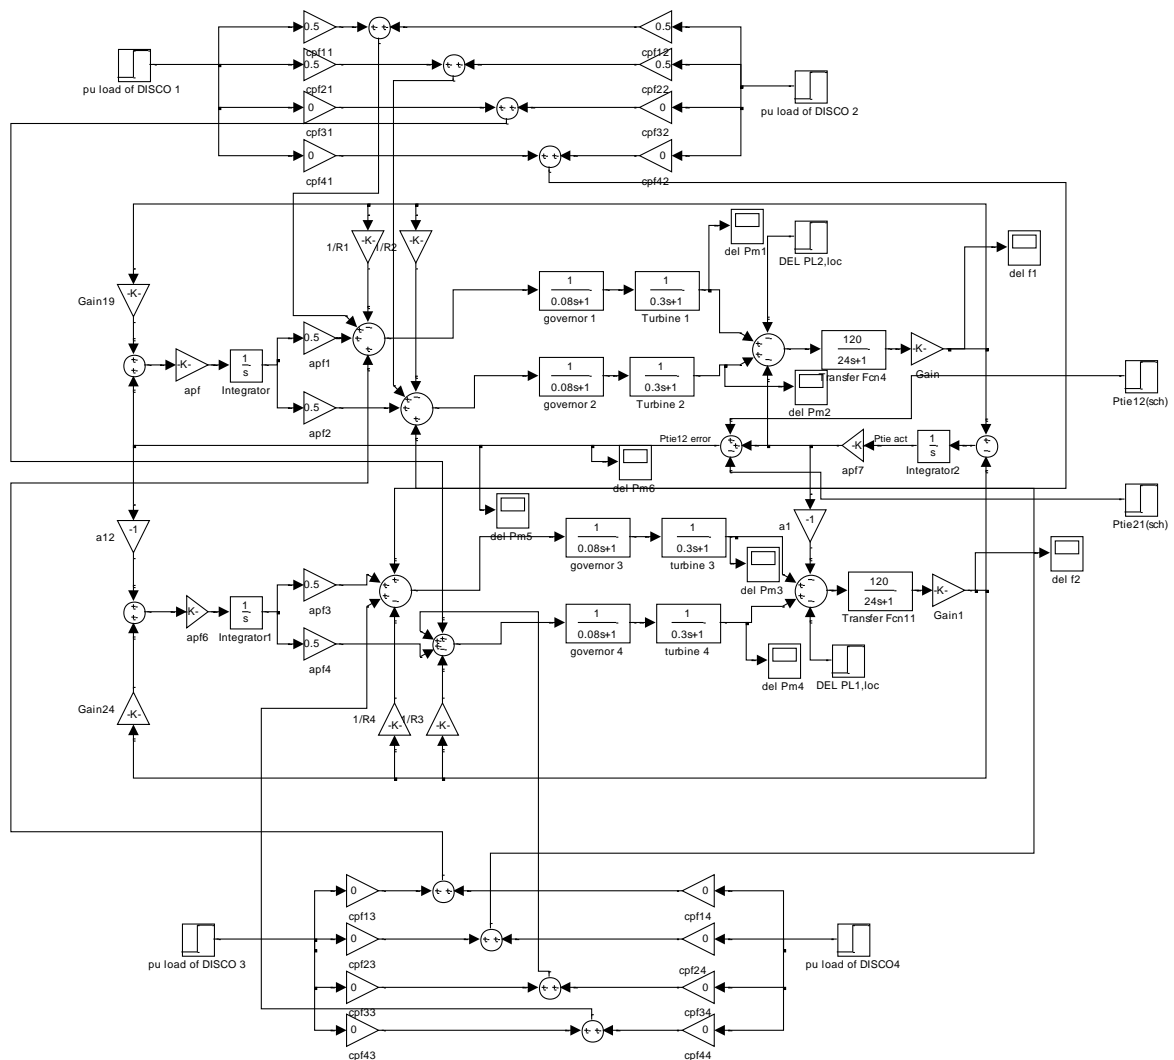 0.5
0.5
cpf11
cpf12
0.5
0.5
pu load of DISCO 1
cpf21
cpf22
pu load of DISCO 2
0
0
cpf31
cpf32
0
0
cpf41
cpf42
-K-
1/R1
-K-
1/R2
del Pm1
DEL PL2,loc
del f1
Gain19
-K-
1
0.08s+1
governor 1
1
0.3s+1
Turbine 1
0.5
apf1
-K-
apf
1
s
Integrator
120
24s+1
Transfer Fcn4
-K-
Gain
1
0.08s+1
governor 2
1
0.3s+1
Turbine 2
del Pm2
Ptie12(sch)
0.5
apf2
Ptie12 error
del Pm6
-K
apf7
Ptie act
1
s
Integrator2
del Pm5
Ptie21(sch)
a12
-1
a1
-1
1
0.08s+1
governor 3
1
0.3s+1
turbine 3
del Pm3
del f2
0.5
apf3
K-
apf6
1
s
Integrator1
120
24s+1
Transfer Fcn11
-K-
Gain1
0.5
apf4
1
0.08s+1
governor 4
1
0.3s+1
turbine 4
del Pm4
DEL PL1,loc
Gain24
-K-
1/R4
-K-
1/R3
-K-
0
0
cpf13
cpf14
0
0
pu load of DISCO 3
cpf23
cpf24
pu load of DISCO4
0
0
cpf33
cpf34
0
0
cpf43
cpf44